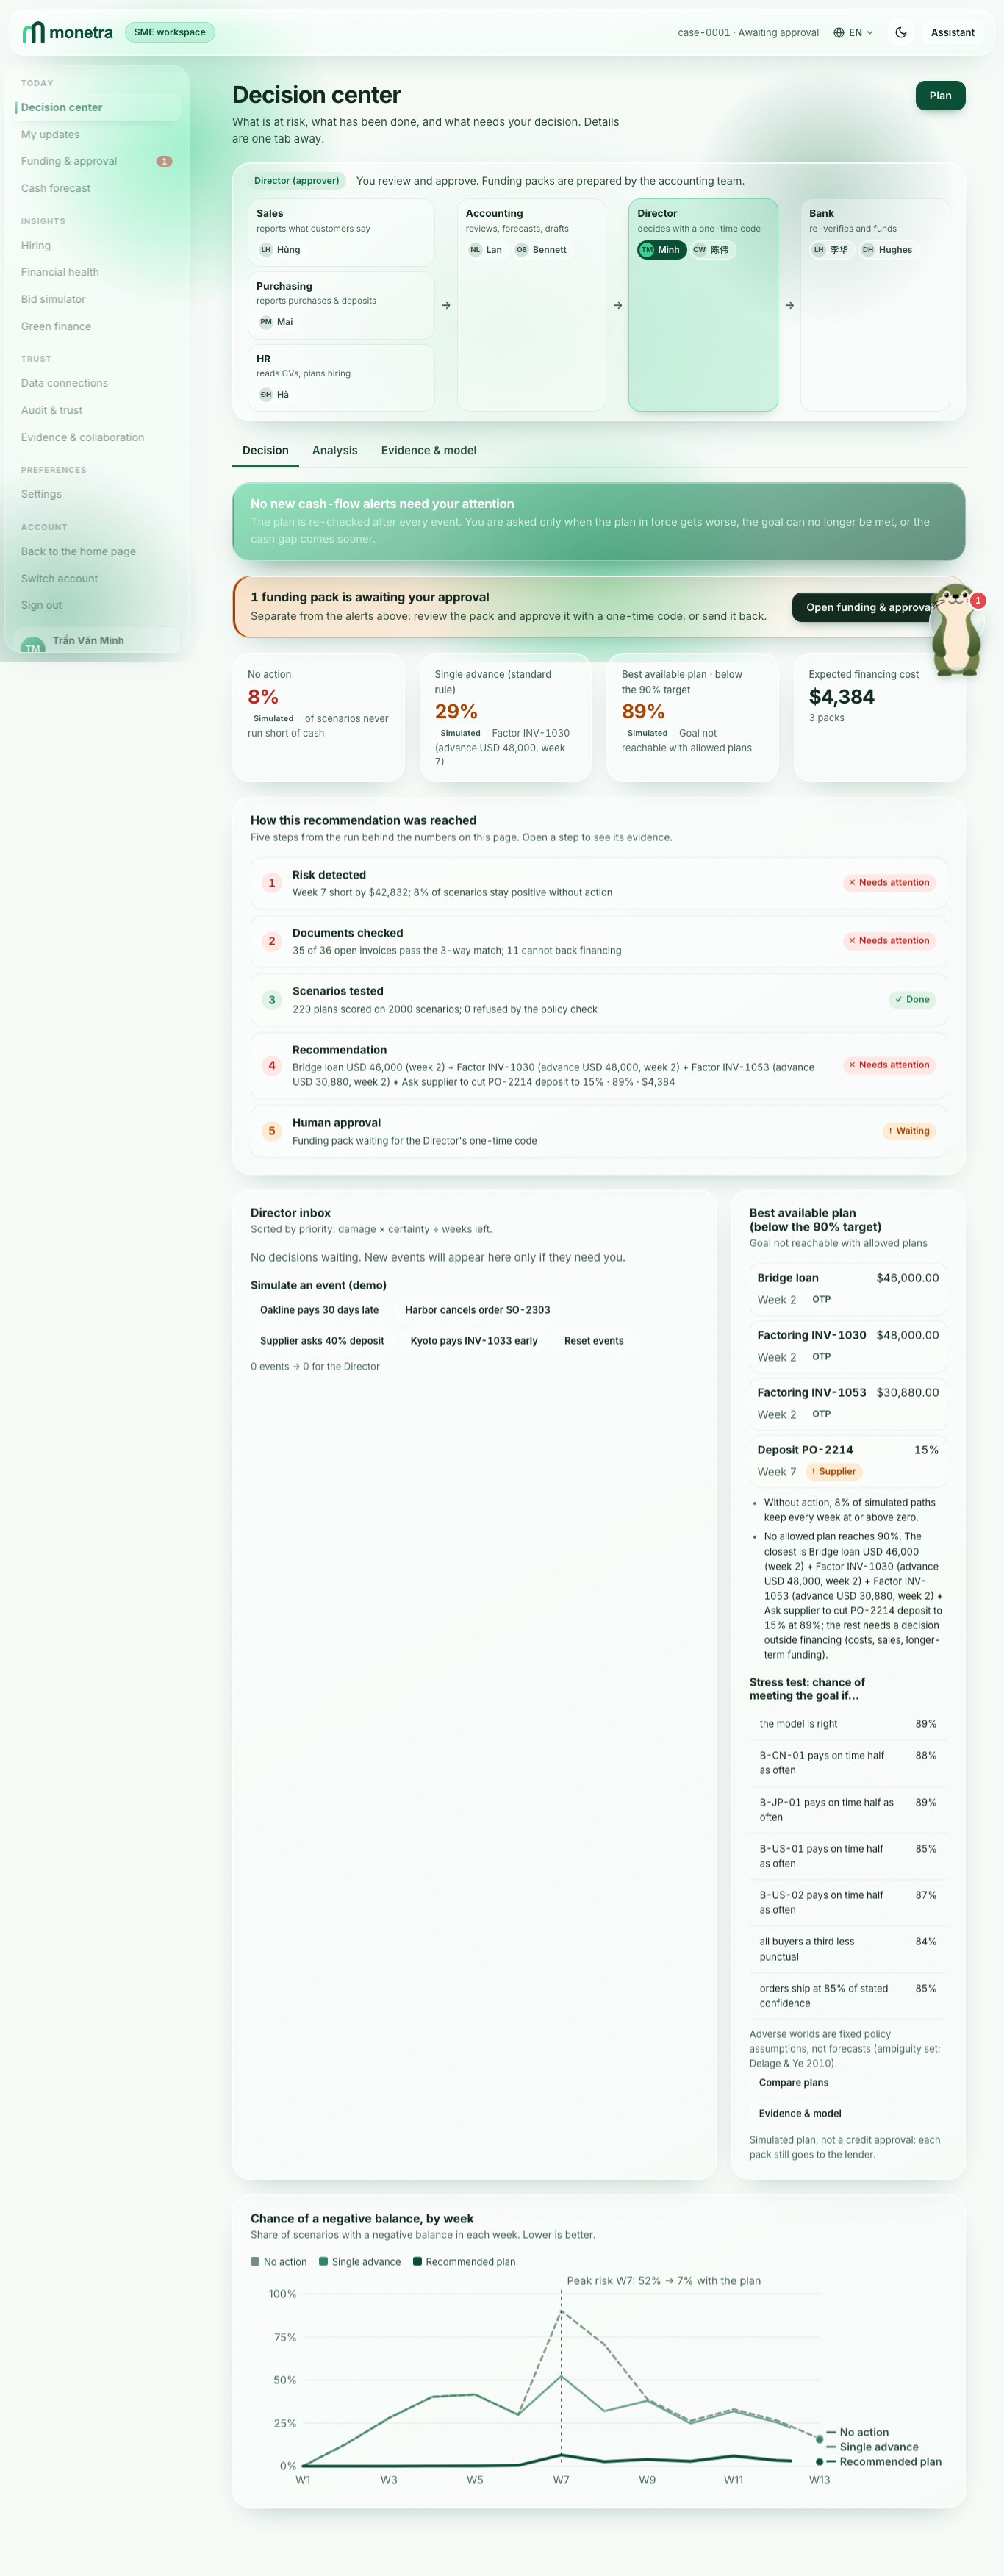 monetra
SME workspace
case-0001 · Awaiting approval
EN
Assistant
TODAY
Decision center
My updates
Funding & approval
1
Cash forecast
INSIGHTS
Hiring
Financial health
Bid simulator
Green finance
TRUST
Data connections
Audit & trust
Evidence & collaboration
PREFERENCES
Settings
ACCOUNT
Back to the home page
Switch account
Sign out
TM
Trần Văn Minh
Decision center
What is at risk, what has been done, and what needs your decision. Details
are one tab away.
Plan
Director (approver)
You review and approve. Funding packs are prepared by the accounting team.
Sales
reports what customers say
LH Hùng
Purchasing
reports purchases & deposits
PM Mai
HR
reads CVs, plans hiring
ĐH Hà
→
Accounting
reviews, forecasts, drafts
NL Lan
OB Bennett
→
Director
decides with a one-time code
TM Minh
CW 陈伟
→
Bank
re-verifies and funds
LH 李华
DH Hughes
Decision
Analysis
Evidence & model
No new cash-flow alerts need your attention
The plan is re-checked after every event. You are asked only when the plan in force gets worse, the goal can no longer be met, or the
cash gap comes sooner.
1 funding pack is awaiting your approval
Separate from the alerts above: review the pack and approve it with a one-time code, or send it back.
Open funding & approval
1
No action
8%
Simulated of scenarios never
run short of cash
Single advance (standard
rule)
29%
Simulated Factor INV-1030
(advance USD 48,000, week
7)
Best available plan · below
the 90% target
89%
Simulated Goal not
reachable with allowed plans
Expected financing cost
$4,384
3 packs
How this recommendation was reached
Five steps from the run behind the numbers on this page. Open a step to see its evidence.
1
Risk detected
Week 7 short by $42,832; 8% of scenarios stay positive without action
× Needs attention
2
Documents checked
35 of 36 open invoices pass the 3-way match; 11 cannot back financing
× Needs attention
3
Scenarios tested
220 plans scored on 2000 scenarios; 0 refused by the policy check
✓ Done
4
Recommendation
Bridge loan USD 46,000 (week 2) + Factor INV-1030 (advance USD 48,000, week 2) + Factor INV-1053 (advance
USD 30,880, week 2) + Ask supplier to cut PO-2214 deposit to 15% · 89% · $4,384
× Needs attention
5
Human approval
Funding pack waiting for the Director's one-time code
! Waiting
Director inbox
Sorted by priority: damage × certainty ÷ weeks left.
No decisions waiting. New events will appear here only if they need you.
Simulate an event (demo)
Oakline pays 30 days late
Harbor cancels order SO-2303
Supplier asks 40% deposit
Kyoto pays INV-1033 early
Reset events
0 events → 0 for the Director
Best available plan
(below the 90% target)
Goal not reachable with allowed plans
Bridge loan $46,000.00
Week 2 OTP
Factoring INV-1030 $48,000.00
Week 2 OTP
Factoring INV-1053 $30,880.00
Week 2 OTP
Deposit PO-2214 15%
Week 7 ! Supplier
• Without action, 8% of simulated paths
keep every week at or above zero.
• No allowed plan reaches 90%. The
closest is Bridge loan USD 46,000
(week 2) + Factor INV-1030 (advance
USD 48,000, week 2) + Factor INV-
1053 (advance USD 30,880, week 2) +
Ask supplier to cut PO-2214 deposit to
15% at 89%; the rest needs a decision
outside financing (costs, sales, longer-
term funding).
Stress test: chance of
meeting the goal if...
the model is right 89%
B-CN-01 pays on time half
as often 88%
B-JP-01 pays on time half as
often 89%
B-US-01 pays on time half
as often 85%
B-US-02 pays on time half
as often 87%
all buyers a third less
punctual 84%
orders ship at 85% of stated
confidence 85%
Adverse worlds are fixed policy
assumptions, not forecasts (ambiguity set;
Delage & Ye 2010).
Compare plans
Evidence & model
Simulated plan, not a credit approval: each
pack still goes to the lender.
Chance of a negative balance, by week
Share of scenarios with a negative balance in each week. Lower is better.
No action
Single advance
Recommended plan
Peak risk W7: 52% → 7% with the plan
100%
75%
50%
25%
0%
W1
W3
W5
W7
W9
W11
W13
No action
Single advance
Recommended plan